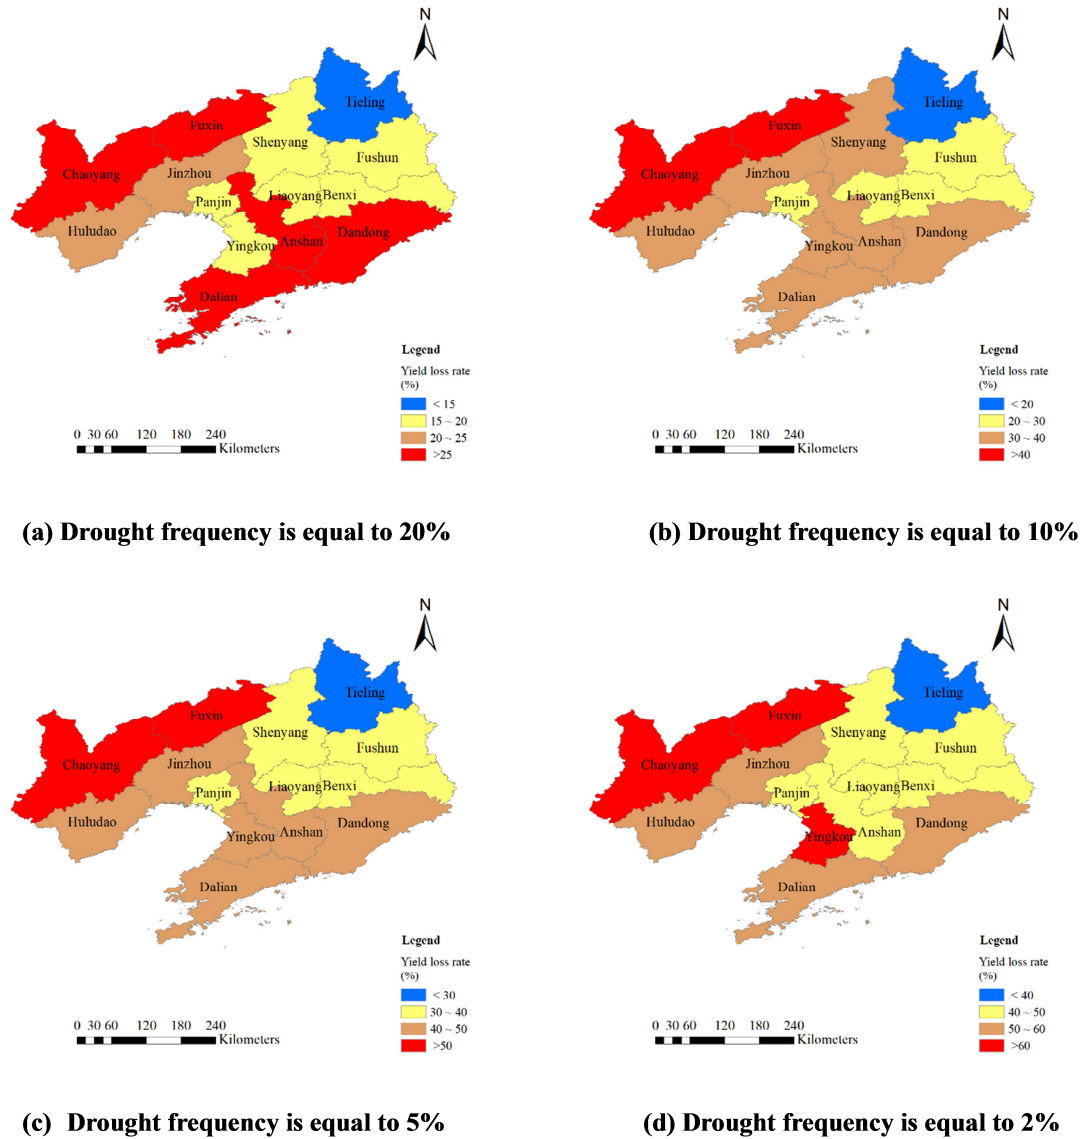 N
Tieling
Fuxin
Shenyang
Fushun
Chaoyang
Jinzhou
Panjin
Liaoyang
Benxi
Huludao
Yingkou
Anshan
Dandong
Dalian
Legend
Yield loss rate
(%)
< 15
15 ~ 20
20 ~ 25
>25
0 30 60 120 180 240
Kilometers
(a) Drought frequency is equal to 20%
N
Tieling
Fuxin
Shenyang
Fushun
Chaoyang
Jinzhou
Panjin
Liaoyang
Benxi
Huludao
Yingkou
Anshan
Dandong
Dalian
Legend
Yield loss rate
(%)
< 20
20 ~ 30
30 ~ 40
>40
0 30 60 120 180 240
Kilometers
(b) Drought frequency is equal to 10%
N
Tieling
Fuxin
Shenyang
Fushun
Chaoyang
Jinzhou
Panjin
Liaoyang
Benxi
Huludao
Yingkou
Anshan
Dandong
Dalian
Legend
Yield loss rate
(%)
< 30
30 ~ 40
40 ~ 50
>50
0 30 60 120 180 240
Kilometers
(c) Drought frequency is equal to 5%
N
Tieling
Fuxin
Shenyang
Fushun
Chaoyang
Jinzhou
Panjin
Liaoyang
Benxi
Huludao
Yingkou
Anshan
Dandong
Dalian
Legend
Yield loss rate
(%)
< 40
40 ~ 50
50 ~ 60
>60
0 30 60 120 180 240
Kilometers
(d) Drought frequency is equal to 2%